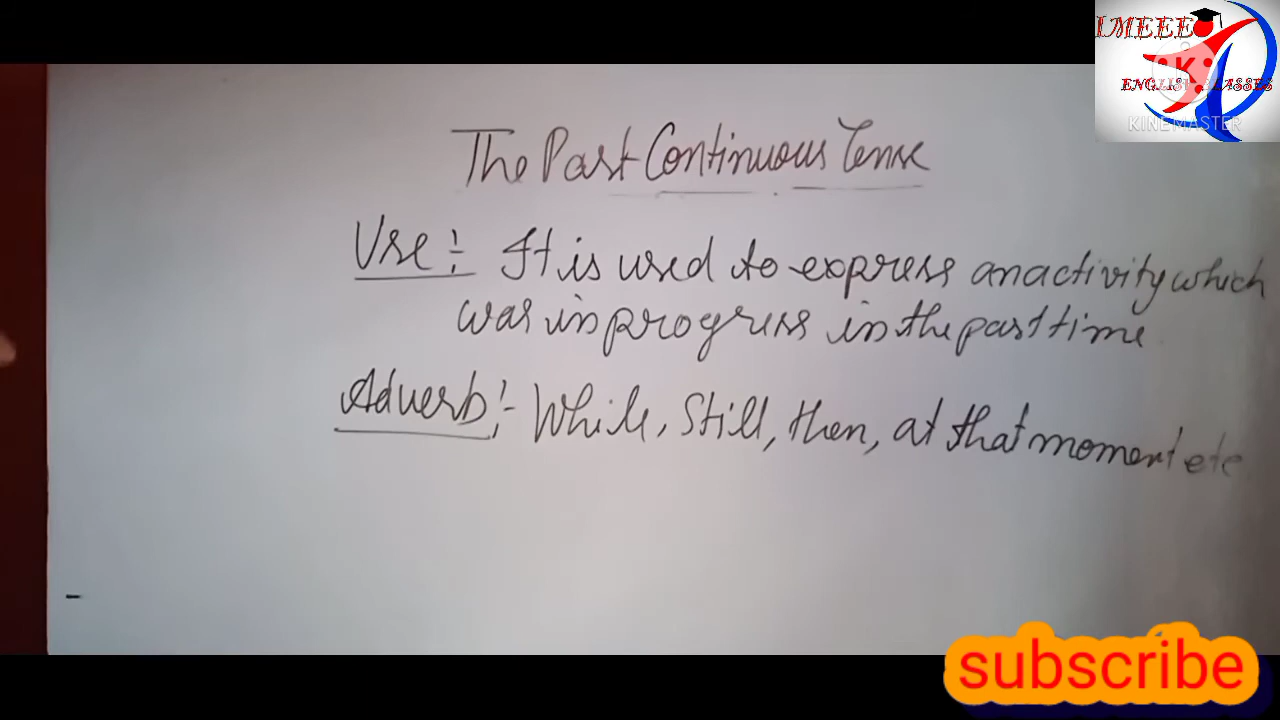 LMEEE
ENGLISH CLASSES
KINEMASTER
The Past Continuous Tense
Use:- It is used to express an activity which
was in progress in the past time
Adverb:- While, Still, then, at that moment etc
subscribe